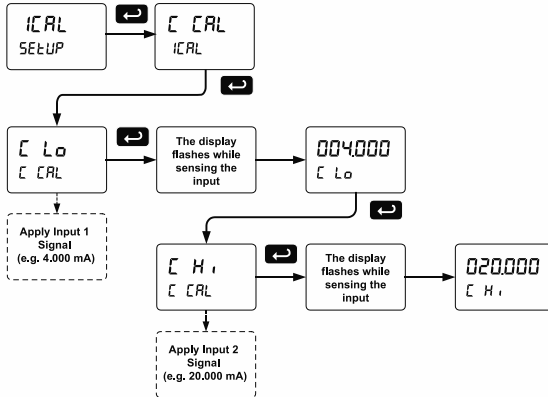 ICAL
SEtUP
C CAL
ICAL
C Lo
C CAL
The display
flashes while
sensing the
input
004.000
C Lo
Apply Input 1
Signal
(e.g. 4.000 mA)
C Hi
C CAL
The display
flashes while
sensing the
input
020.000
C Hi
Apply Input 2
Signal
(e.g. 20.000 mA)